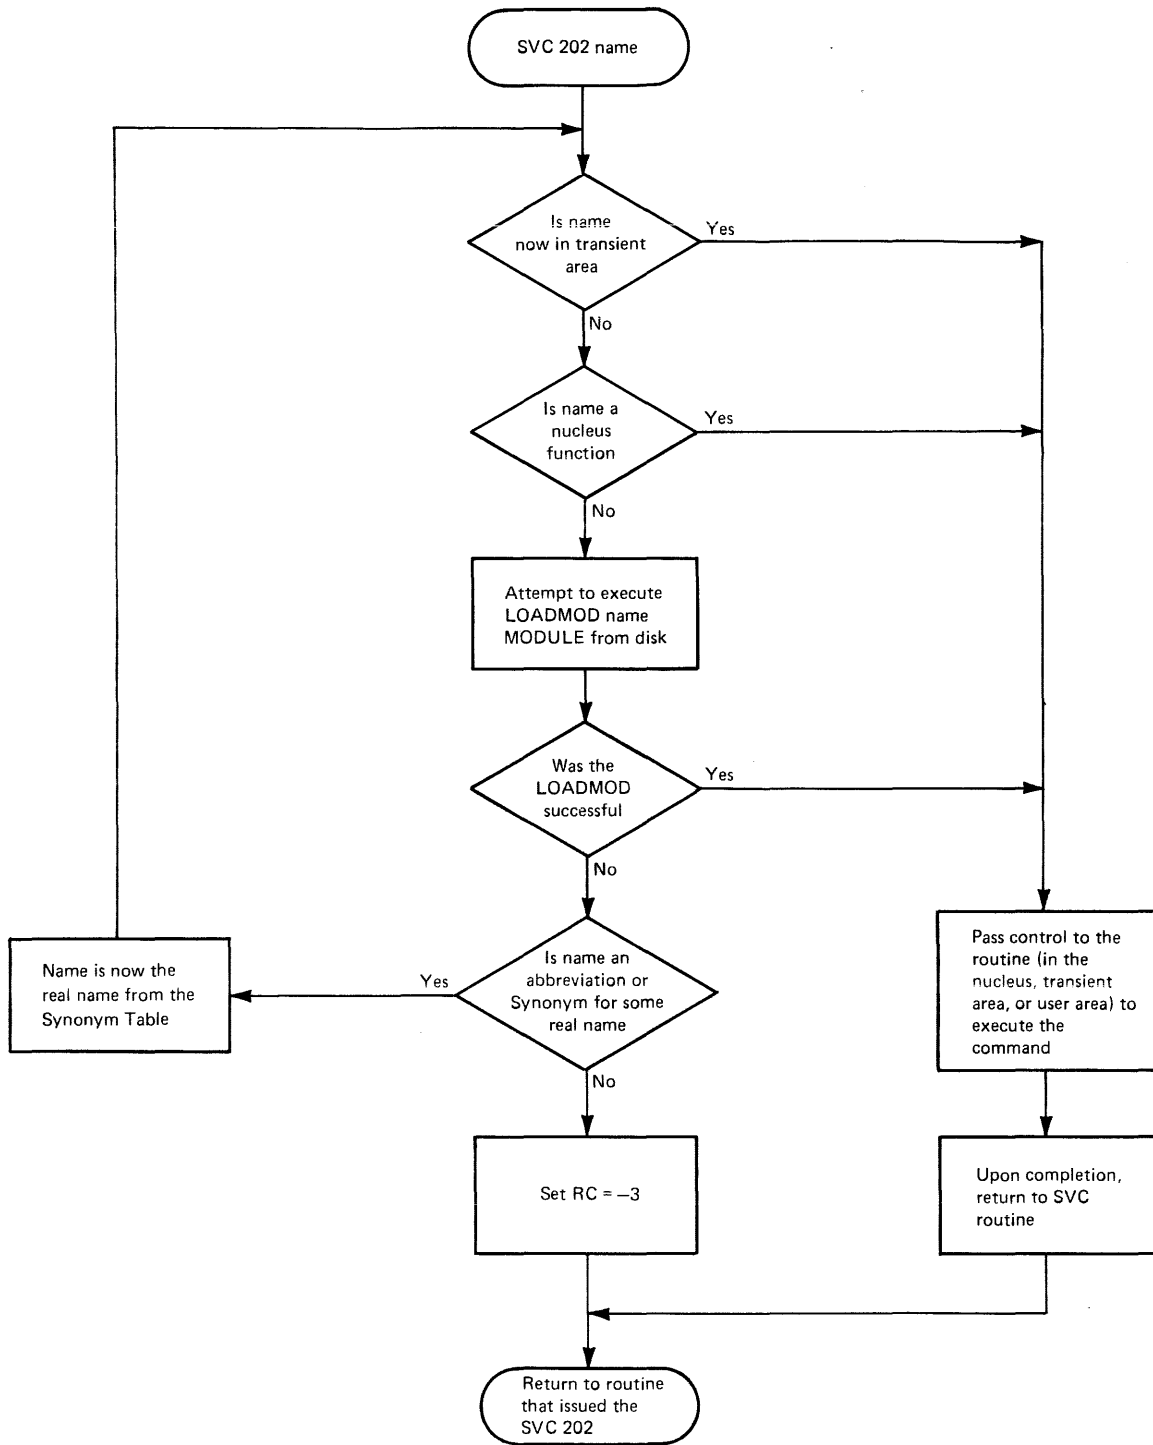 SVC 202 name
Is name
now in transient
area
Yes
No
Is name a
nucleus
function
Yes
No
Attempt to execute
LOADMOD name
MODULE from disk
Was the
LOADMOD
successful
Yes
No
Is name an
abbreviation or
Synonym for some
real name
Yes
Name is now the
real name from the
Synonym Table
No
Set RC = −3
Pass control to the
routine (in the
nucleus, transient
area, or user area) to
execute the
command
Upon completion,
return to SVC
routine
Return to routine
that issued the
SVC 202